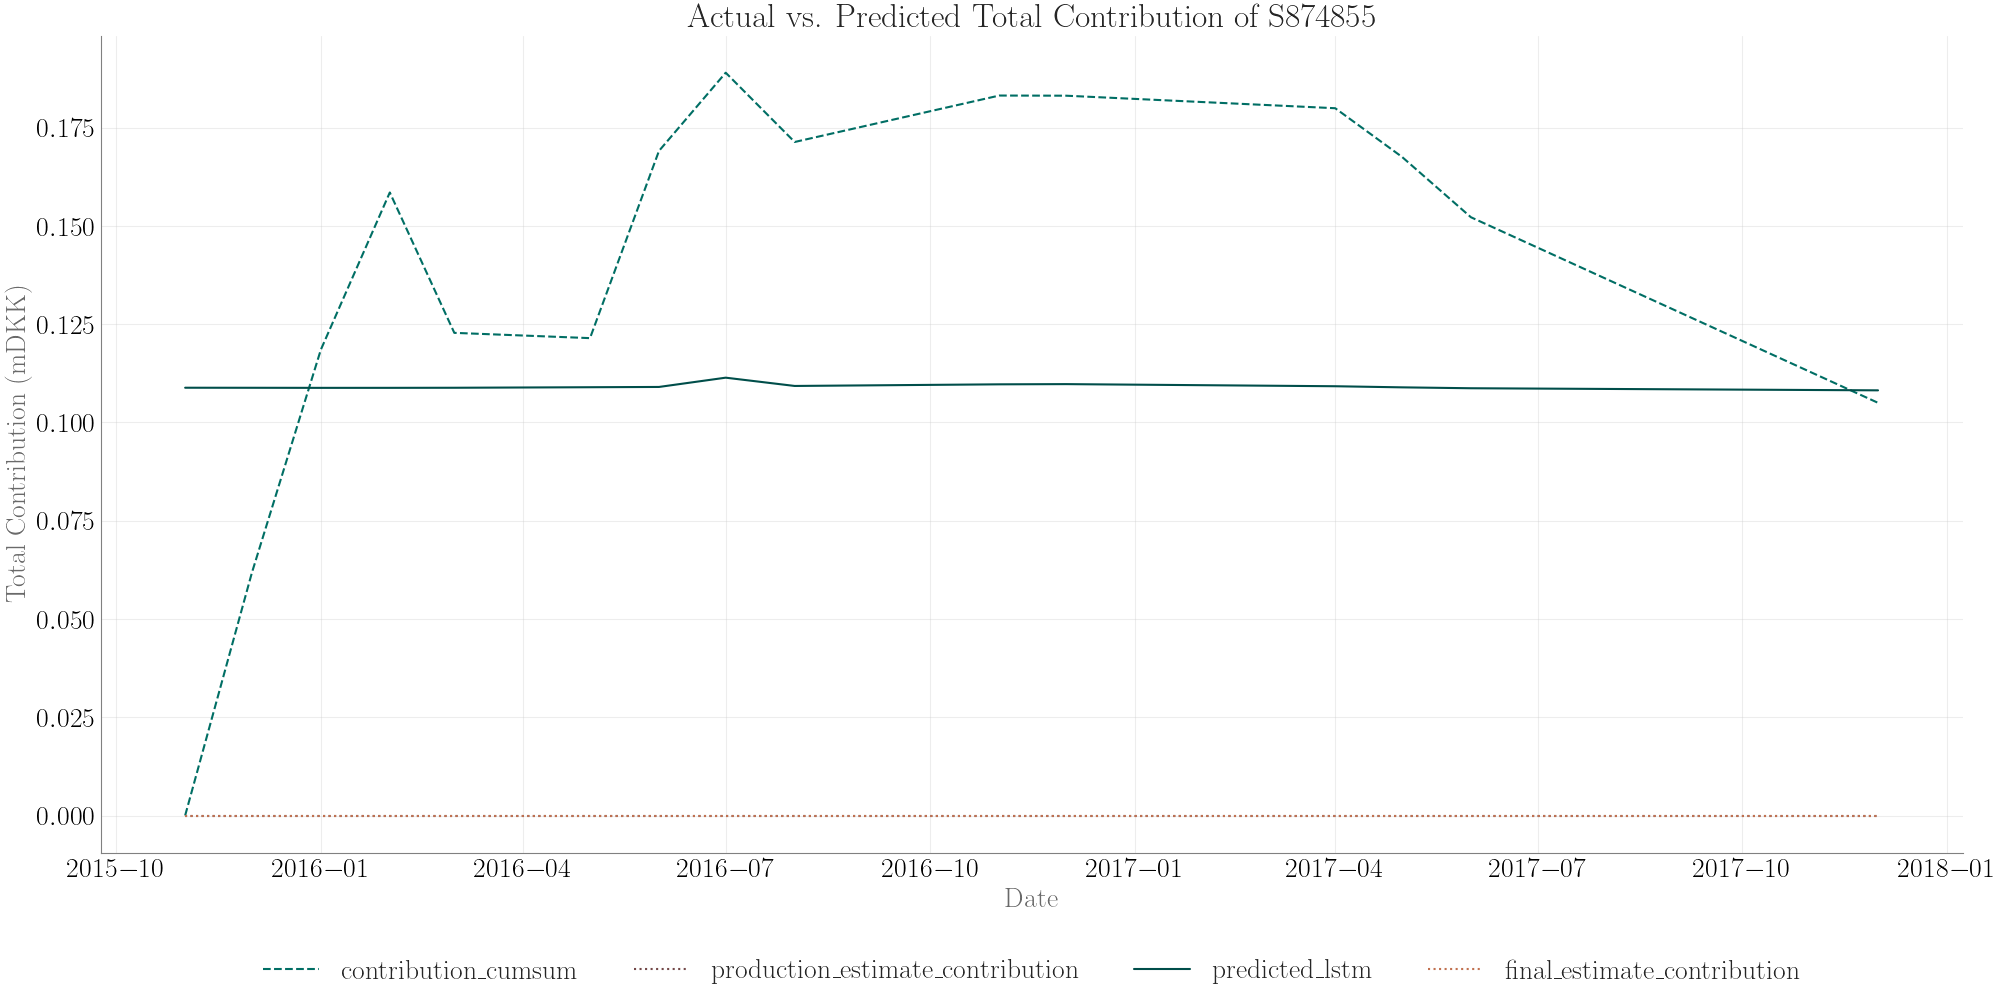 Actual vs. Predicted Total Contribution of S874855
Total Contribution (mDKK)
0.175
0.150
0.125
0.100
0.075
0.050
0.025
0.000
2015−10 2016−01 2016−04 2016−07 2016−10 2017−01 2017−04 2017−07 2017−10 2018−01
Date
contribution_cumsum production_estimate_contribution predicted_lstm final_estimate_contribution